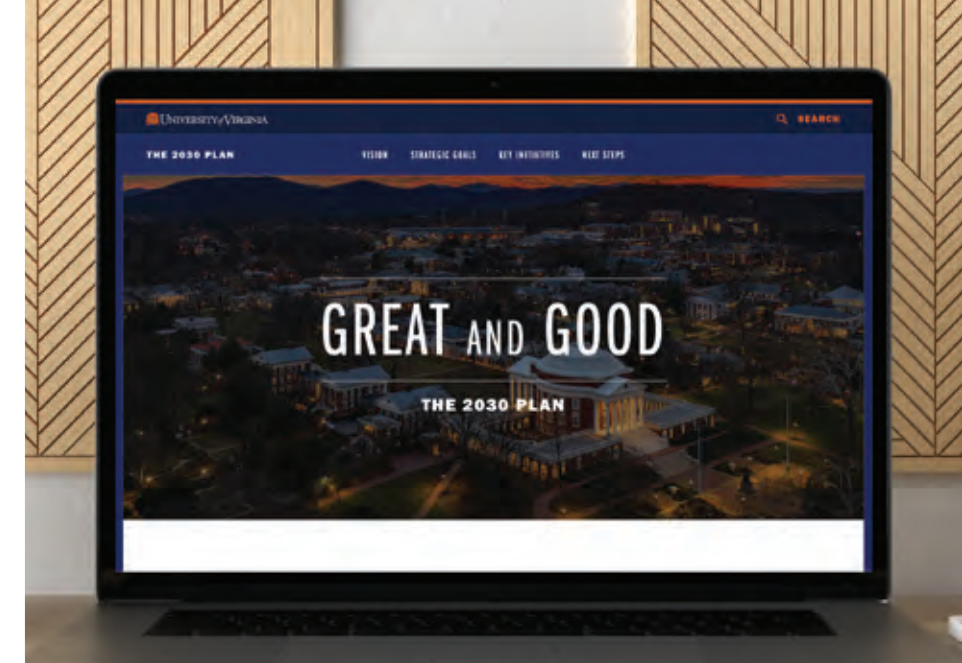 UNIVERSITY of VIRGINIA
SEARCH
THE 2030 PLAN
VISION STRATEGIC GOALS KEY INITIATIVES NEXT STEPS
GREAT AND GOOD
THE 2030 PLAN